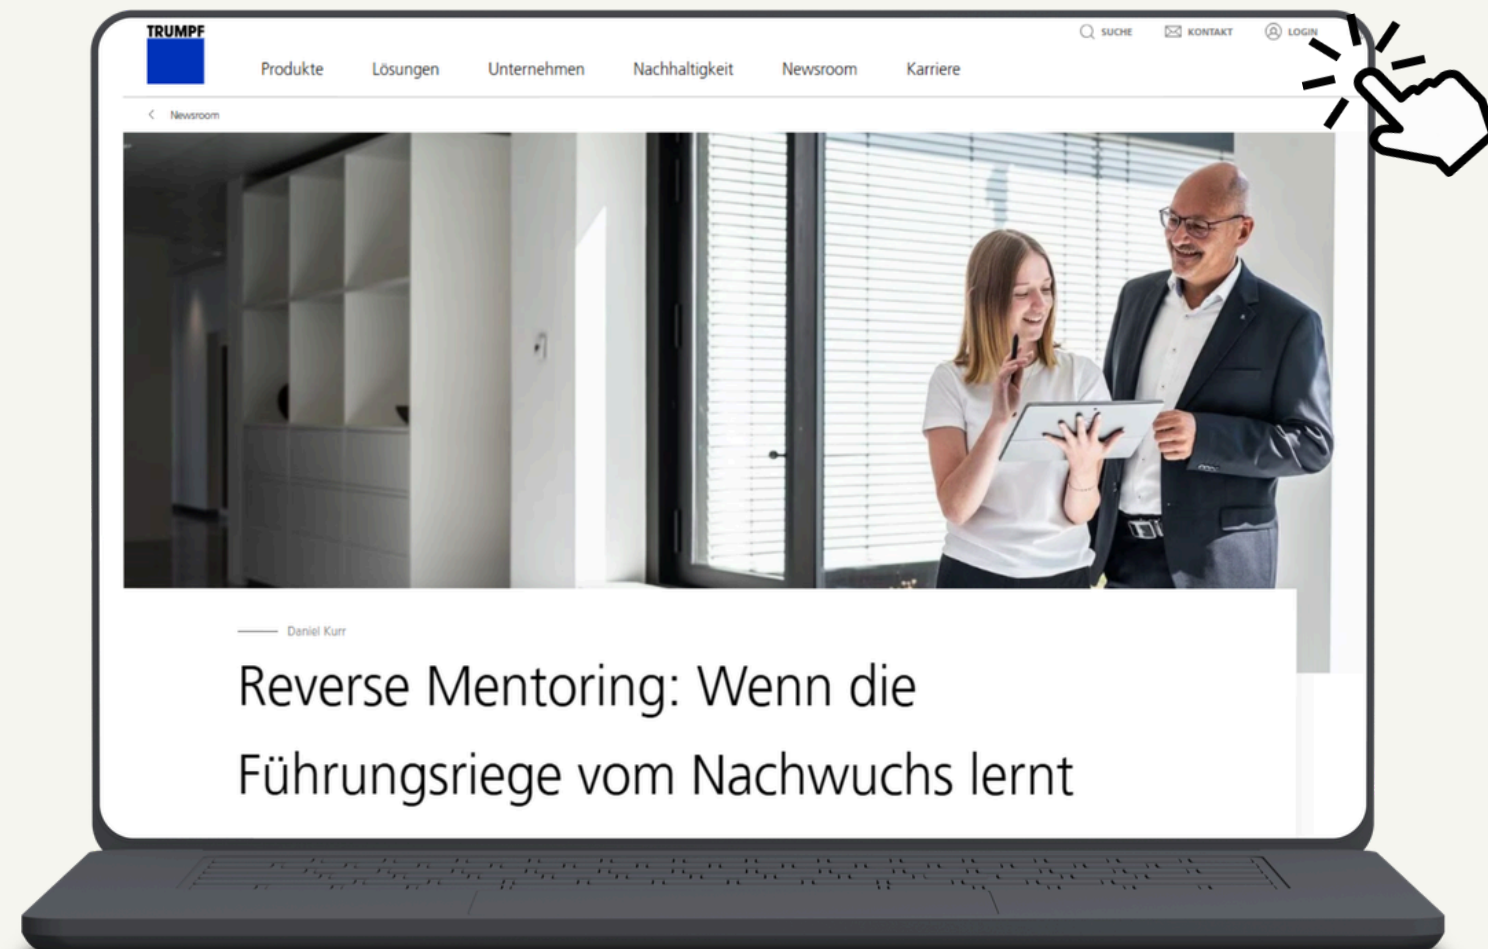 TRUMPF
SUCHE
KONTAKT
LOGIN
Produkte
Lösungen
Unternehmen
Nachhaltigkeit
Newsroom
Karriere
Newsroom
Daniel Kurr
Reverse Mentoring: Wenn die
Führungsriege vom Nachwuchs lernt